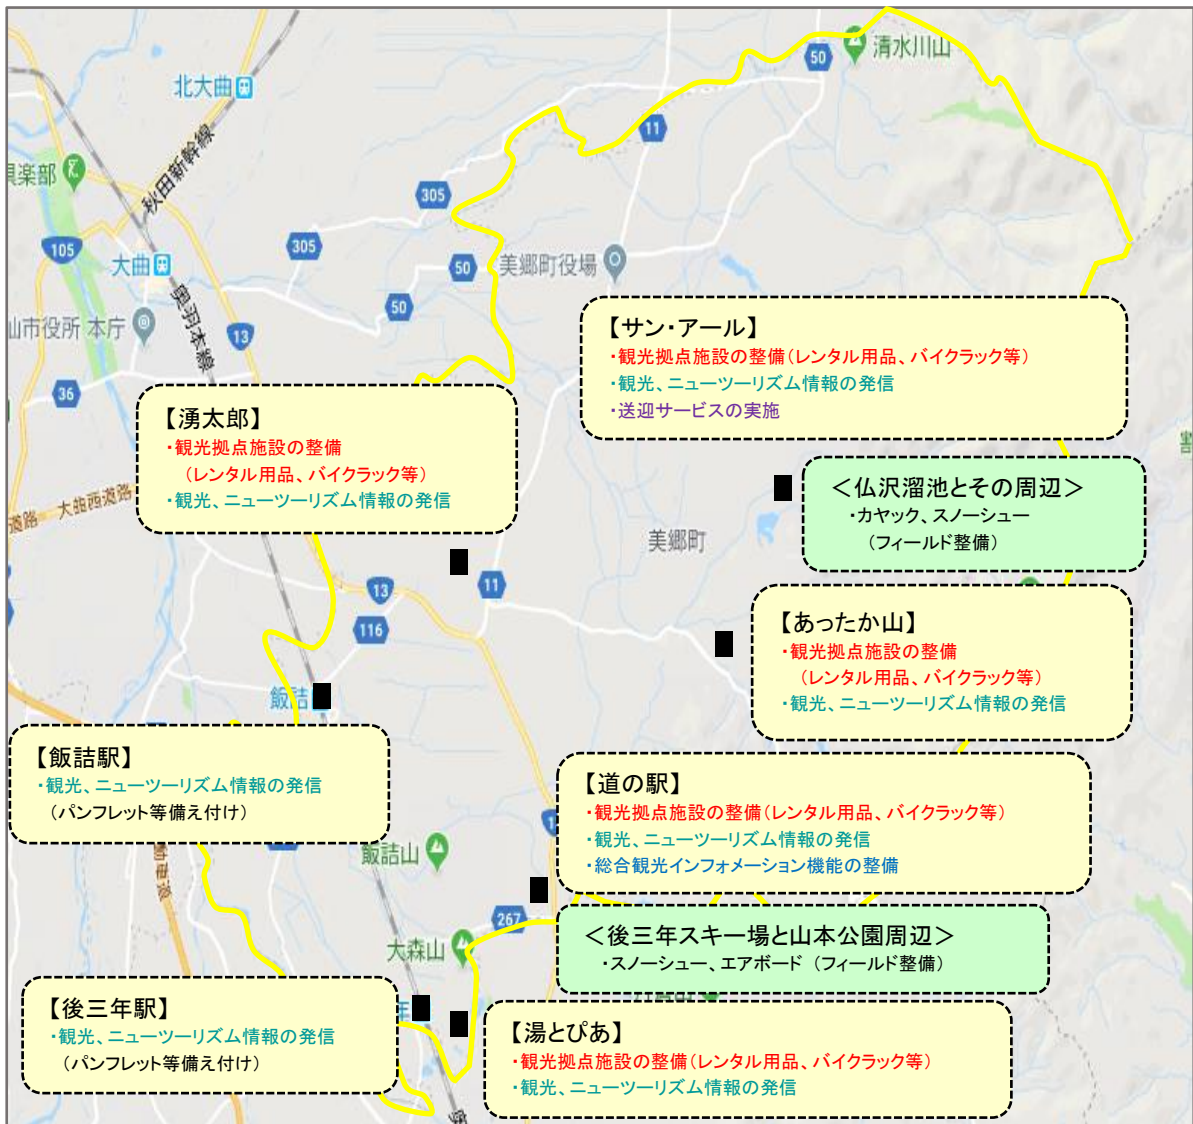 清水川山
50
北大曲
11
倶楽部
秋田新幹線
305
105
大曲
305
50
美郷町役場
50
奥羽本線
仙市役所 本庁
13
36
【サン・アール】
・観光拠点施設の整備(レンタル用品、バイクラック等)
・観光、ニューツーリズム情報の発信
・送迎サービスの実施
【湧太郎】
・観光拠点施設の整備
(レンタル用品、バイクラック等)
・観光、ニューツーリズム情報の発信
割
道路
大曲西道路
<仏沢溜池とその周辺>
・カヤック、スノーシュー
(フィールド整備)
美郷町
13
11
116
【あったか山】
・観光拠点施設の整備
(レンタル用品、バイクラック等)
・観光、ニューツーリズム情報の発信
飯詰
【飯詰駅】
・観光、ニューツーリズム情報の発信
(パンフレット等備え付け)
【道の駅】
・観光拠点施設の整備(レンタル用品、バイクラック等)
・観光、ニューツーリズム情報の発信
・総合観光インフォメーション機能の整備
飯詰山
動車道
267
大森山
<後三年スキー場と山本公園周辺>
・スノーシュー、エアボード (フィールド整備)
【後三年駅】
・観光、ニューツーリズム情報の発信
(パンフレット等備え付け)
年
【湯とぴあ】
・観光拠点施設の整備(レンタル用品、バイクラック等)
・観光、ニューツーリズム情報の発信